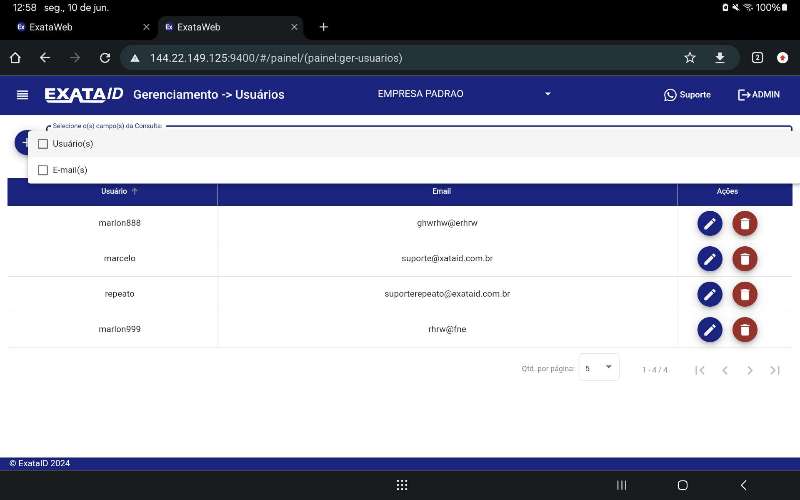 12:58 seg., 10 de jun. 100%
ExataWeb
ExataWeb
144.22.149.125:9400/#/painel/(painel:ger-usuarios)
2
EXATAID Gerenciamento -> Usuários EMPRESA PADRAO Suporte ADMIN
Selecione o(s) campo(s) da Consulta:
Usuário(s)
E-mail(s)
Usuário Email Ações
marlon888 ghwrhw@erhrw
marcelo suporte@xataid.com.br
repeato suporterepeato@exataid.com.br
marlon999 rhrw@fne
Qtd. por página: 5 1 - 4 / 4
© ExataID 2024